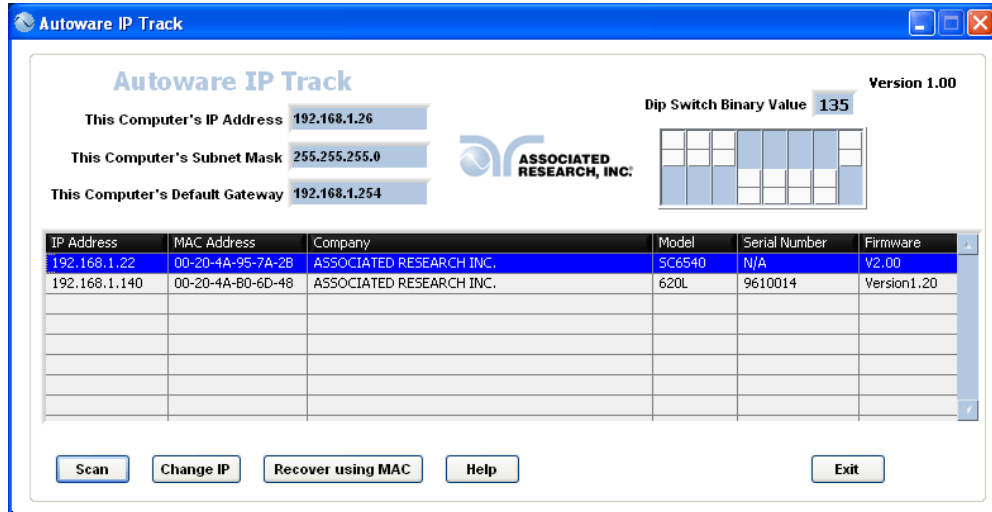 Autoware IP Track
Autoware IP Track
Version 1.00
Dip Switch Binary Value 135
This Computer's IP Address 192.168.1.26
This Computer's Subnet Mask 255.255.255.0
ASSOCIATED
RESEARCH, INC.
This Computer's Default Gateway 192.168.1.254
IP Address MAC Address Company Model Serial Number Firmware
192.168.1.22 00-20-4A-95-7A-2B ASSOCIATED RESEARCH INC. SC6540 N/A V2.00
192.168.1.140 00-20-4A-B0-6D-48 ASSOCIATED RESEARCH INC. 620L 9610014 Version1.20
Scan Change IP Recover using MAC Help Exit